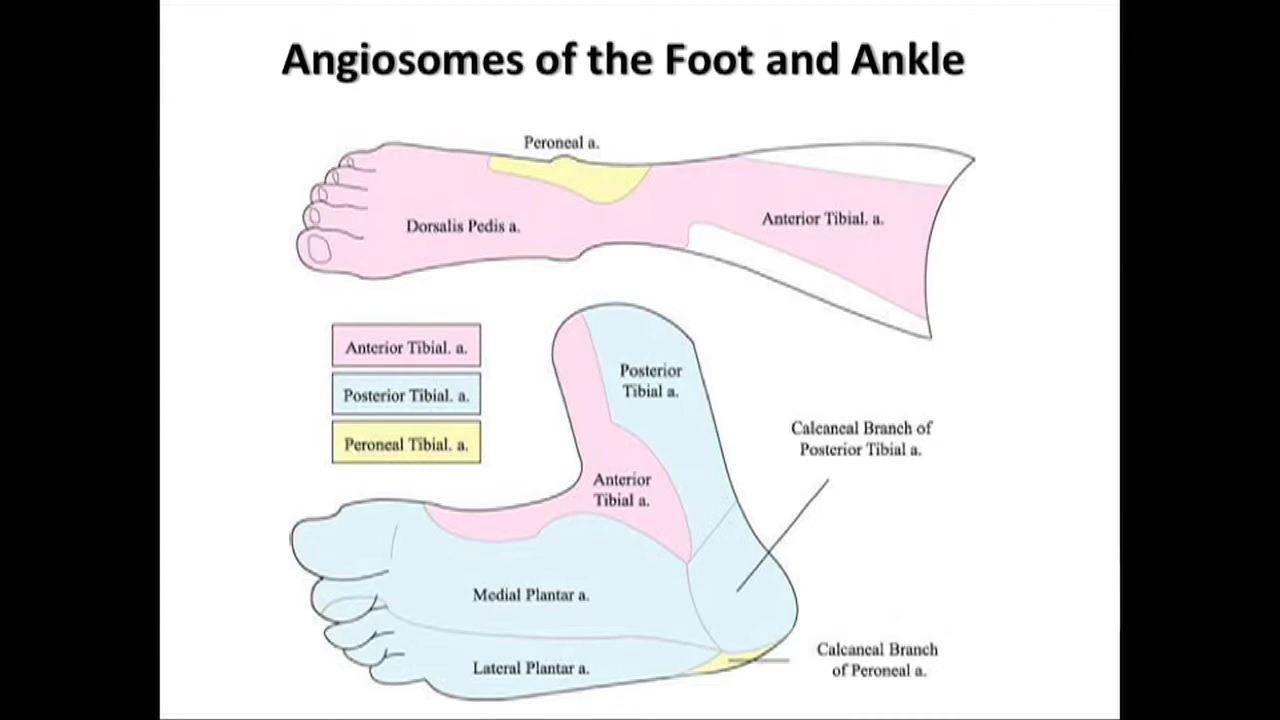 Angiosomes of the Foot and Ankle
Peroneal a.
Dorsalis Pedis a.
Anterior Tibial. a.
Anterior Tibial. a.
Posterior Tibial. a.
Peroneal Tibial. a.
Posterior
Tibial a.
Anterior
Tibial a.
Calcaneal Branch of
Posterior Tibial a.
Medial Plantar a.
Lateral Plantar a.
Calcaneal Branch
of Peroneal a.